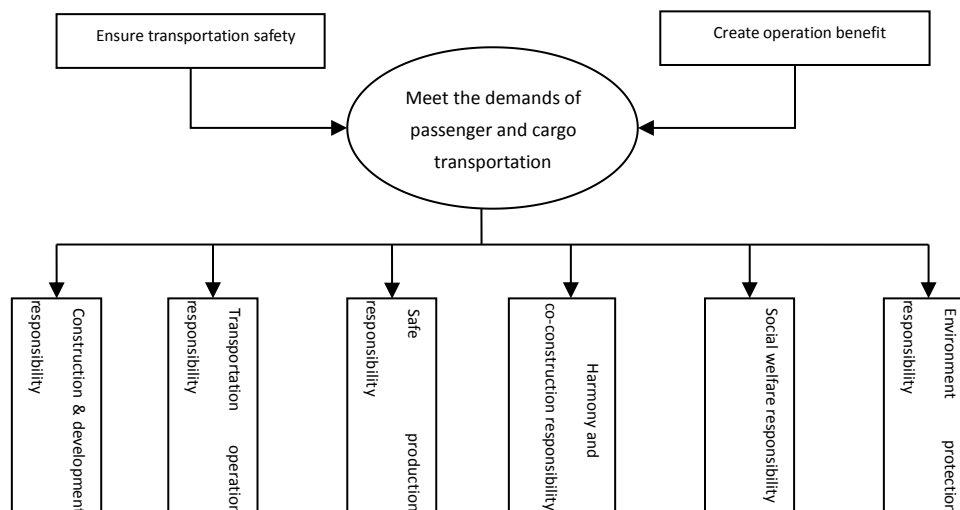 Ensure transportation safety
Create operation benefit
Meet the demands of
passenger and cargo
transportation
Construction & development
responsibility
Transportation operation
responsibility
Safe production
responsibility
Harmony and
co-construction responsibility
Social welfare responsibility
Environment protection
responsibility